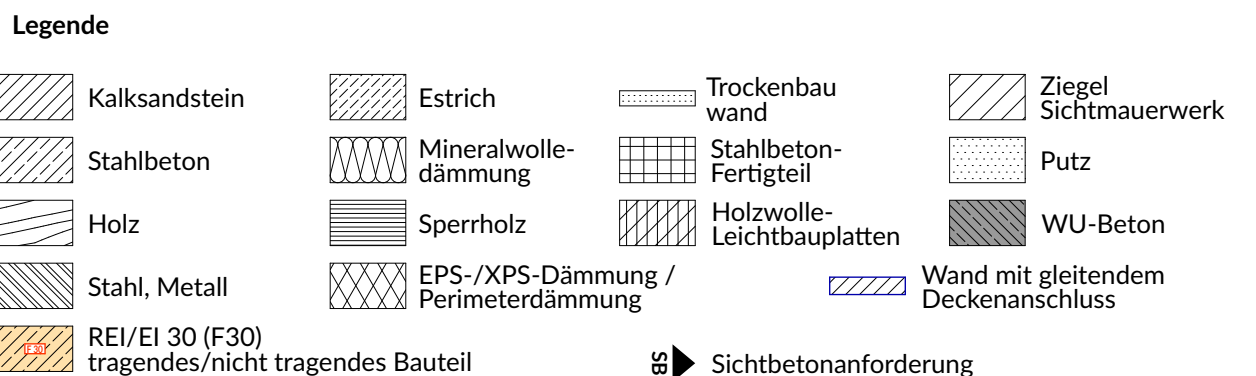 Legende
Kalksandstein
Estrich
Trockenbau
wand
Ziegel
Sichtmauerwerk
Stahlbeton
Mineralwolle-
dämmung
Stahlbeton-
Fertigteil
Putz
Holz
Sperrholz
Holzwolle-
Leichtbauplatten
WU-Beton
Stahl, Metall
EPS-/XPS-Dämmung /
Perimeterdämmung
Wand mit gleitendem
Deckenanschluss
F 30
REI/EI 30 (F30)
tragendes/nicht tragendes Bauteil
SB
Sichtbetonanforderung